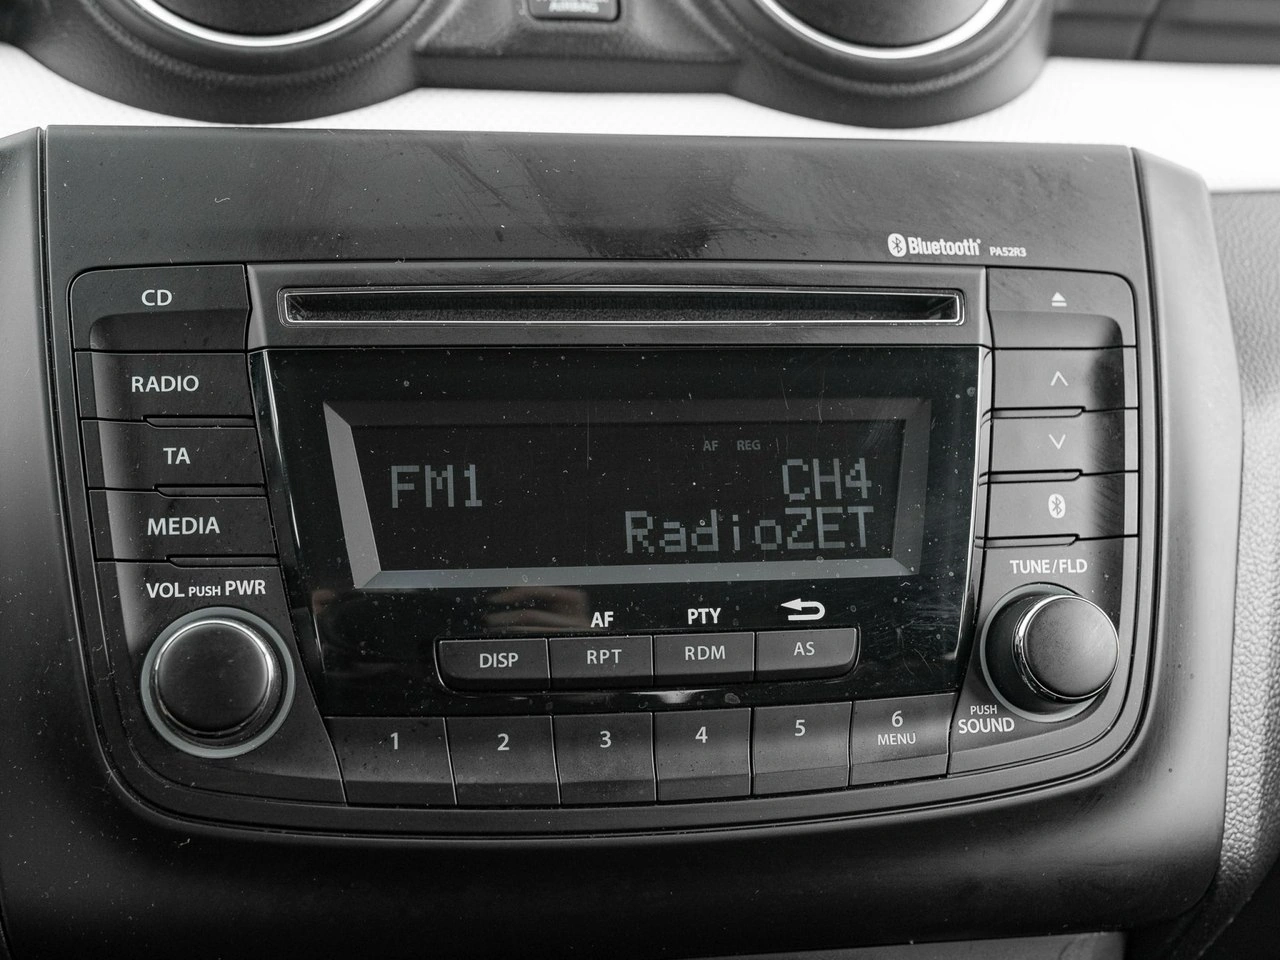 AIRBAG
Bluetooth PA52R3
CD
RADIO
TA
MEDIA
VOL PUSH PWR
AF REG
FM1 CH4
RadioZET
AF PTY
DISP RPT RDM AS
1 2 3 4 5 6
MENU
TUNE/FLD
PUSH
SOUND